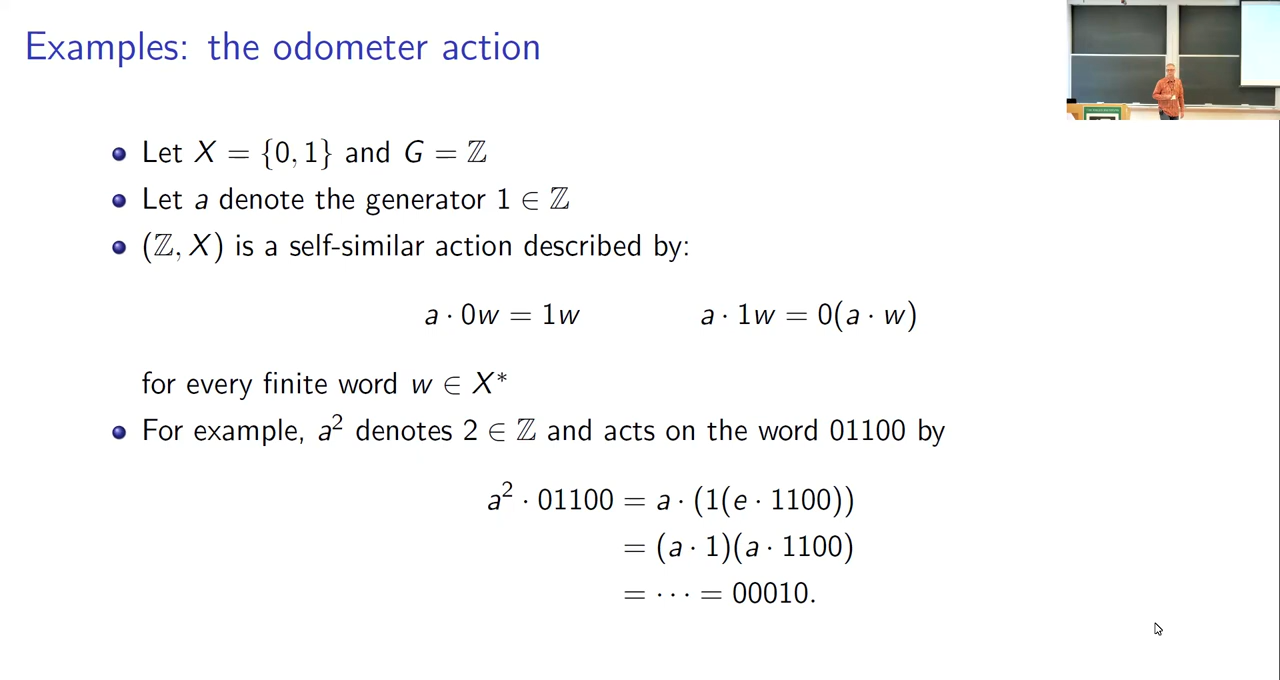 Examples: the odometer action
Let X = {0, 1} and G = ℤ
Let a denote the generator 1 ∈ ℤ
(ℤ, X) is a self-similar action described by:
a · 0w = 1w a · 1w = 0(a · w)
for every finite word w ∈ X*
For example, a² denotes 2 ∈ ℤ and acts on the word 01100 by
a² · 01100 = a · (1(e · 1100))
= (a · 1)(a · 1100)
= ··· = 00010.